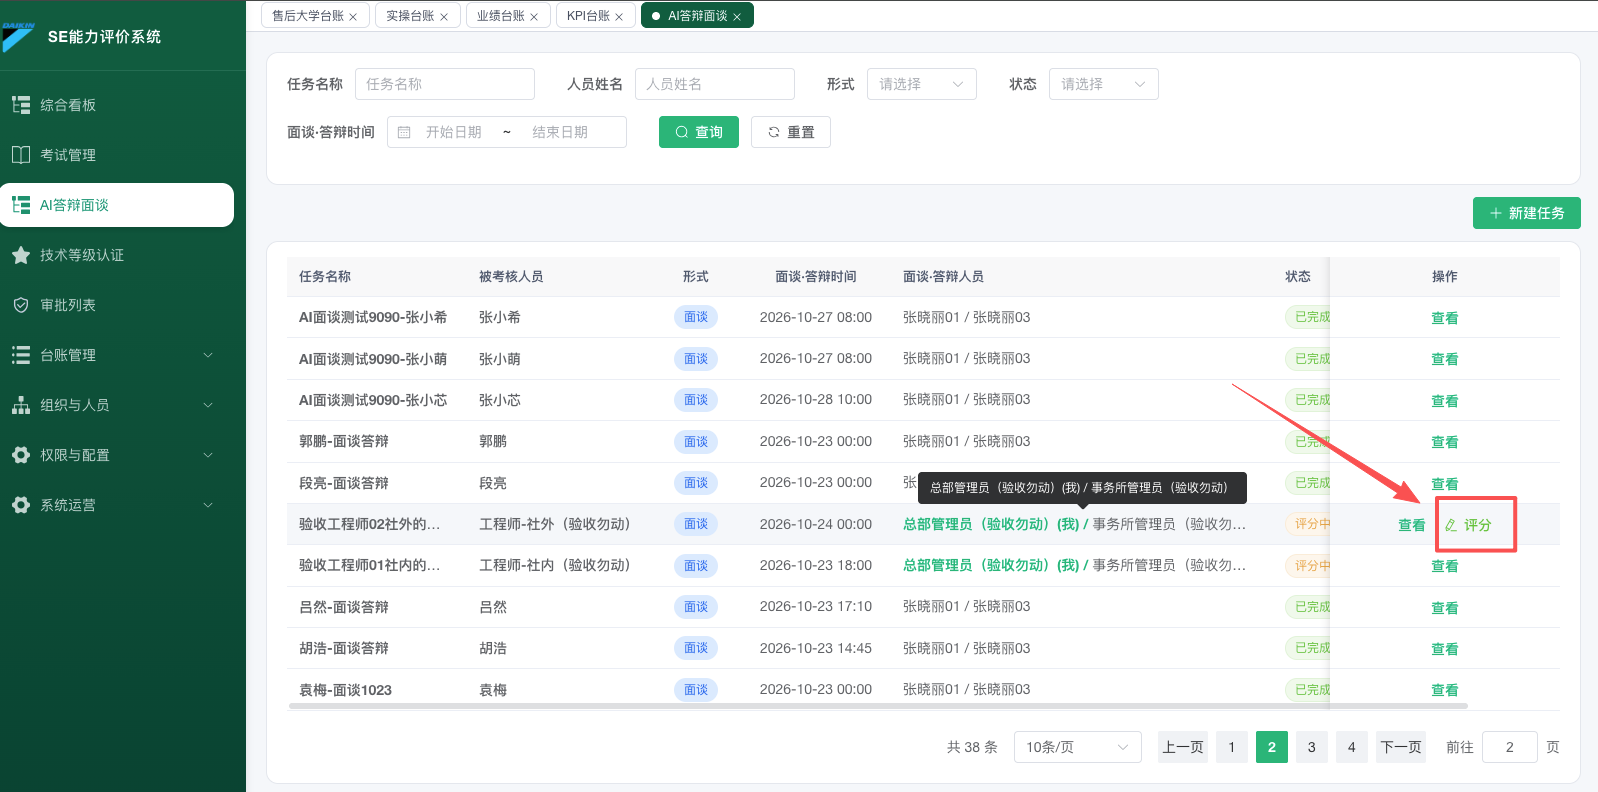 DAIKIN
SE能力评价系统
综合看板
考试管理
AI答辩面谈
技术等级认证
审批列表
台账管理
组织与人员
权限与配置
系统运营
售后大学台账 × 实操台账 × 业绩台账 × KPI台账 × AI答辩面谈 ×
任务名称 任务名称 人员姓名 人员姓名 形式 请选择 状态 请选择
面谈·答辩时间 开始日期 ~ 结束日期 查询 重置
新建任务
任务名称 被考核人员 形式 面谈·答辩时间 面谈·答辩人员 状态 操作
AI面谈测试9090-张小希 张小希 面谈 2026-10-27 08:00 张晓丽01 / 张晓丽03 已完成 查看
AI面谈测试9090-张小萌 张小萌 面谈 2026-10-27 08:00 张晓丽01 / 张晓丽03 已完成 查看
AI面谈测试9090-张小芯 张小芯 面谈 2026-10-28 10:00 张晓丽01 / 张晓丽03 已完成 查看
郭鹏-面谈答辩 郭鹏 面谈 2026-10-23 00:00 张晓丽01 / 张晓丽03 已完成 查看
段亮-面谈答辩 段亮 面谈 2026-10-23 00:00 张 已完成 查看
总部管理员（验收勿动）(我) / 事务所管理员（验收勿动）
验收工程师02社外的... 工程师-社外（验收勿动） 面谈 2026-10-24 00:00 总部管理员（验收勿动）(我) / 事务所管理员（验收勿... 评分中 查看 评分
验收工程师01社内的... 工程师-社内（验收勿动） 面谈 2026-10-23 18:00 总部管理员（验收勿动）(我) / 事务所管理员（验收勿... 评分中 查看
吕然-面谈答辩 吕然 面谈 2026-10-23 17:10 张晓丽01 / 张晓丽03 已完成 查看
胡浩-面谈答辩 胡浩 面谈 2026-10-23 14:45 张晓丽01 / 张晓丽03 已完成 查看
袁梅-面谈1023 袁梅 面谈 2026-10-23 00:00 张晓丽01 / 张晓丽03 已完成 查看
共 38 条 10条/页 上一页 1 2 3 4 下一页 前往 2 页